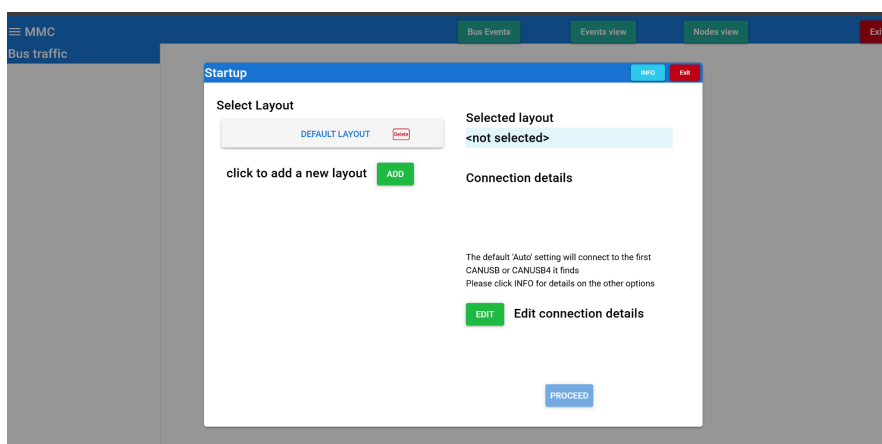 MMC
Bus Events
Events view
Nodes view
Exi
Bus traffic
Startup
INFO
Exit
Select Layout
DEFAULT LAYOUT
Delete
click to add a new layout
ADD
Selected layout
<not selected>
Connection details
The default 'Auto' setting will connect to the first
CANUSB or CANUSB4 it finds
Please click INFO for details on the other options
EDIT
Edit connection details
PROCEED